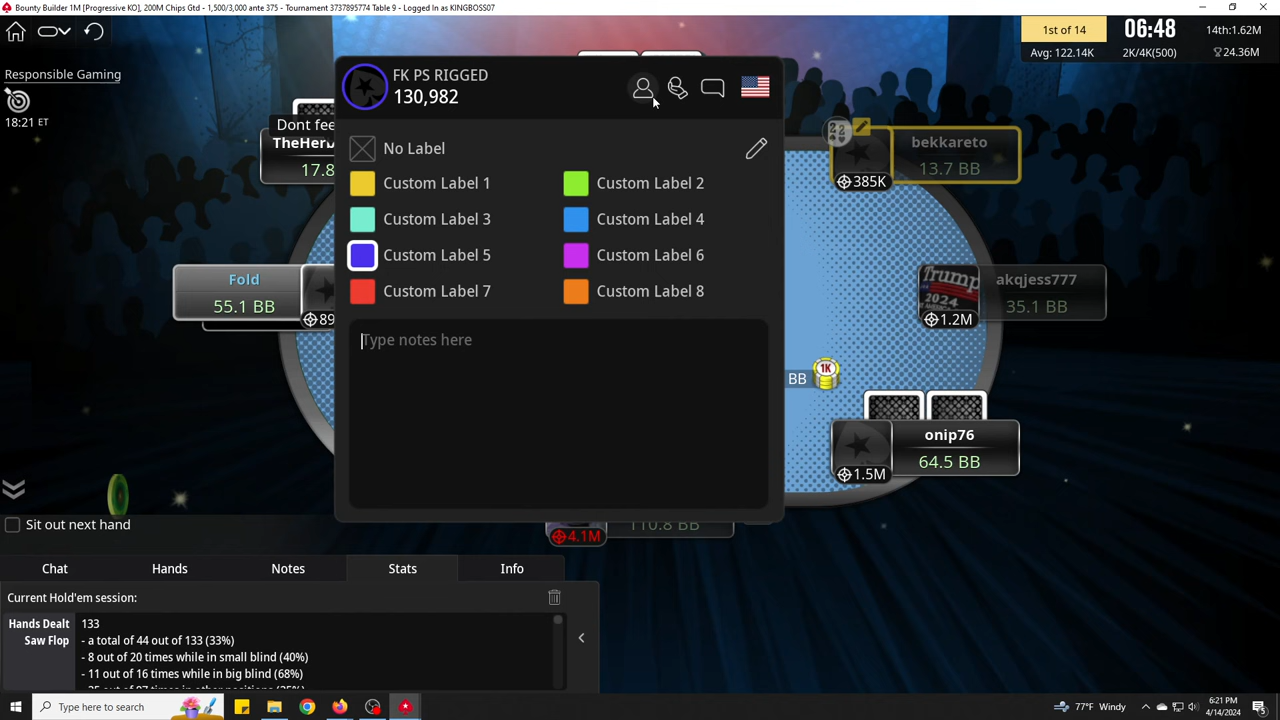 Bounty Builder 1M [Progressive KO], 200M Chips Gtd - 1,500/3,000 ante 375 - Tournament 3737895774 Table 9 - Logged In as KINGBOSS07
1st of 14
06:48
14th:1.62M
Avg: 122.14K
2K/4K(500)
24.36M
Responsible Gaming
18:21 ET
FK PS RIGGED
130,982
Dont fee
TheHer
17.8
No Label
Custom Label 1
Custom Label 2
Custom Label 3
Custom Label 4
Custom Label 5
Custom Label 6
Custom Label 7
Custom Label 8
Type notes here
bekkareto
13.7 BB
385K
Fold
55.1 BB
89
Trump
2024
akqjess777
35.1 BB
1.2M
BB
1K
onip76
64.5 BB
1.5M
110.8 BB
4.1M
Sit out next hand
Chat
Hands
Notes
Stats
Info
Current Hold'em session:
Hands Dealt
133
Saw Flop
- a total of 44 out of 133 (33%)
- 8 out of 20 times while in small blind (40%)
- 11 out of 16 times while in big blind (68%)
Type here to search
77°F Windy
6:21 PM
4/14/2024
5